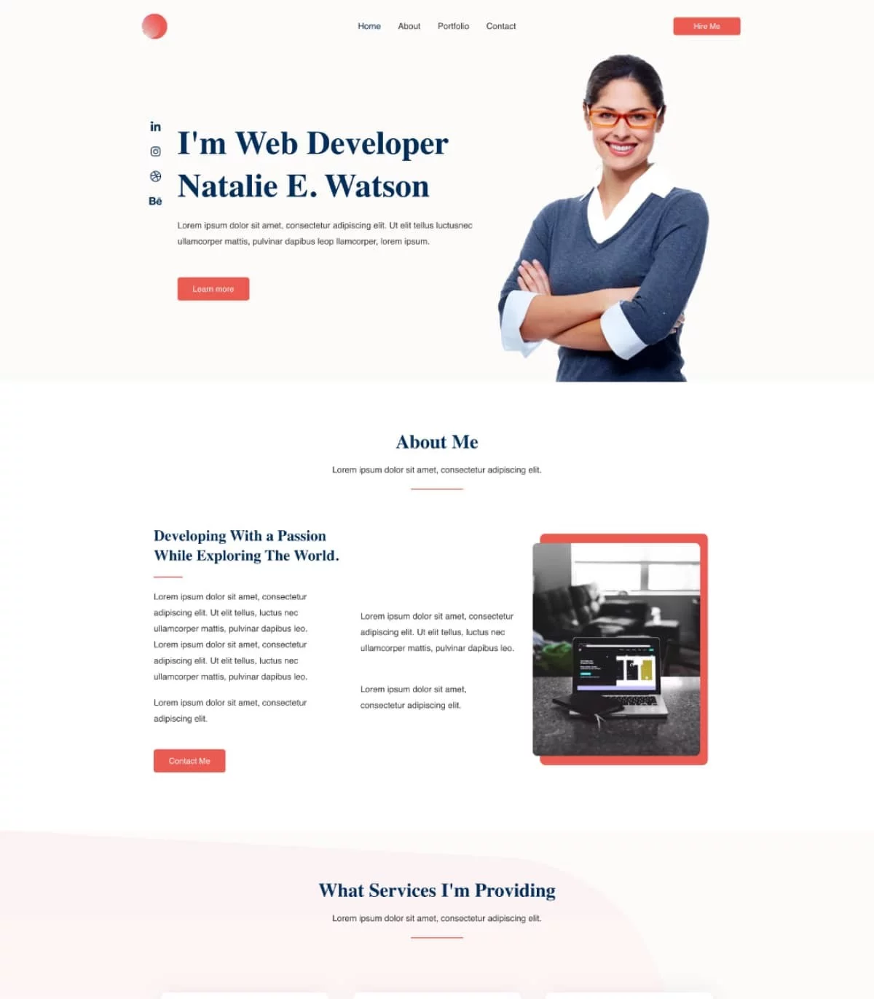 Home About Portfolio Contact
Hire Me
in
I'm Web Developer
Natalie E. Watson
Bē
Lorem ipsum dolor sit amet, consectetur adipiscing elit. Ut elit tellus luctusnec
ullamcorper mattis, pulvinar dapibus leop llamcorper, lorem ipsum.
Learn more
About Me
Lorem ipsum dolor sit amet, consectetur adipiscing elit.
Developing With a Passion
While Exploring The World.
Lorem ipsum dolor sit amet, consectetur
adipiscing elit. Ut elit tellus, luctus nec
ullamcorper mattis, pulvinar dapibus leo.
Lorem ipsum dolor sit amet, consectetur
adipiscing elit. Ut elit tellus, luctus nec
ullamcorper mattis, pulvinar dapibus leo.
Lorem ipsum dolor sit amet, consectetur
adipiscing elit.
Contact Me
Lorem ipsum dolor sit amet, consectetur
adipiscing elit. Ut elit tellus, luctus nec
ullamcorper mattis, pulvinar dapibus leo.
Lorem ipsum dolor sit amet,
consectetur adipiscing elit.
What Services I'm Providing
Lorem ipsum dolor sit amet, consectetur adipiscing elit.